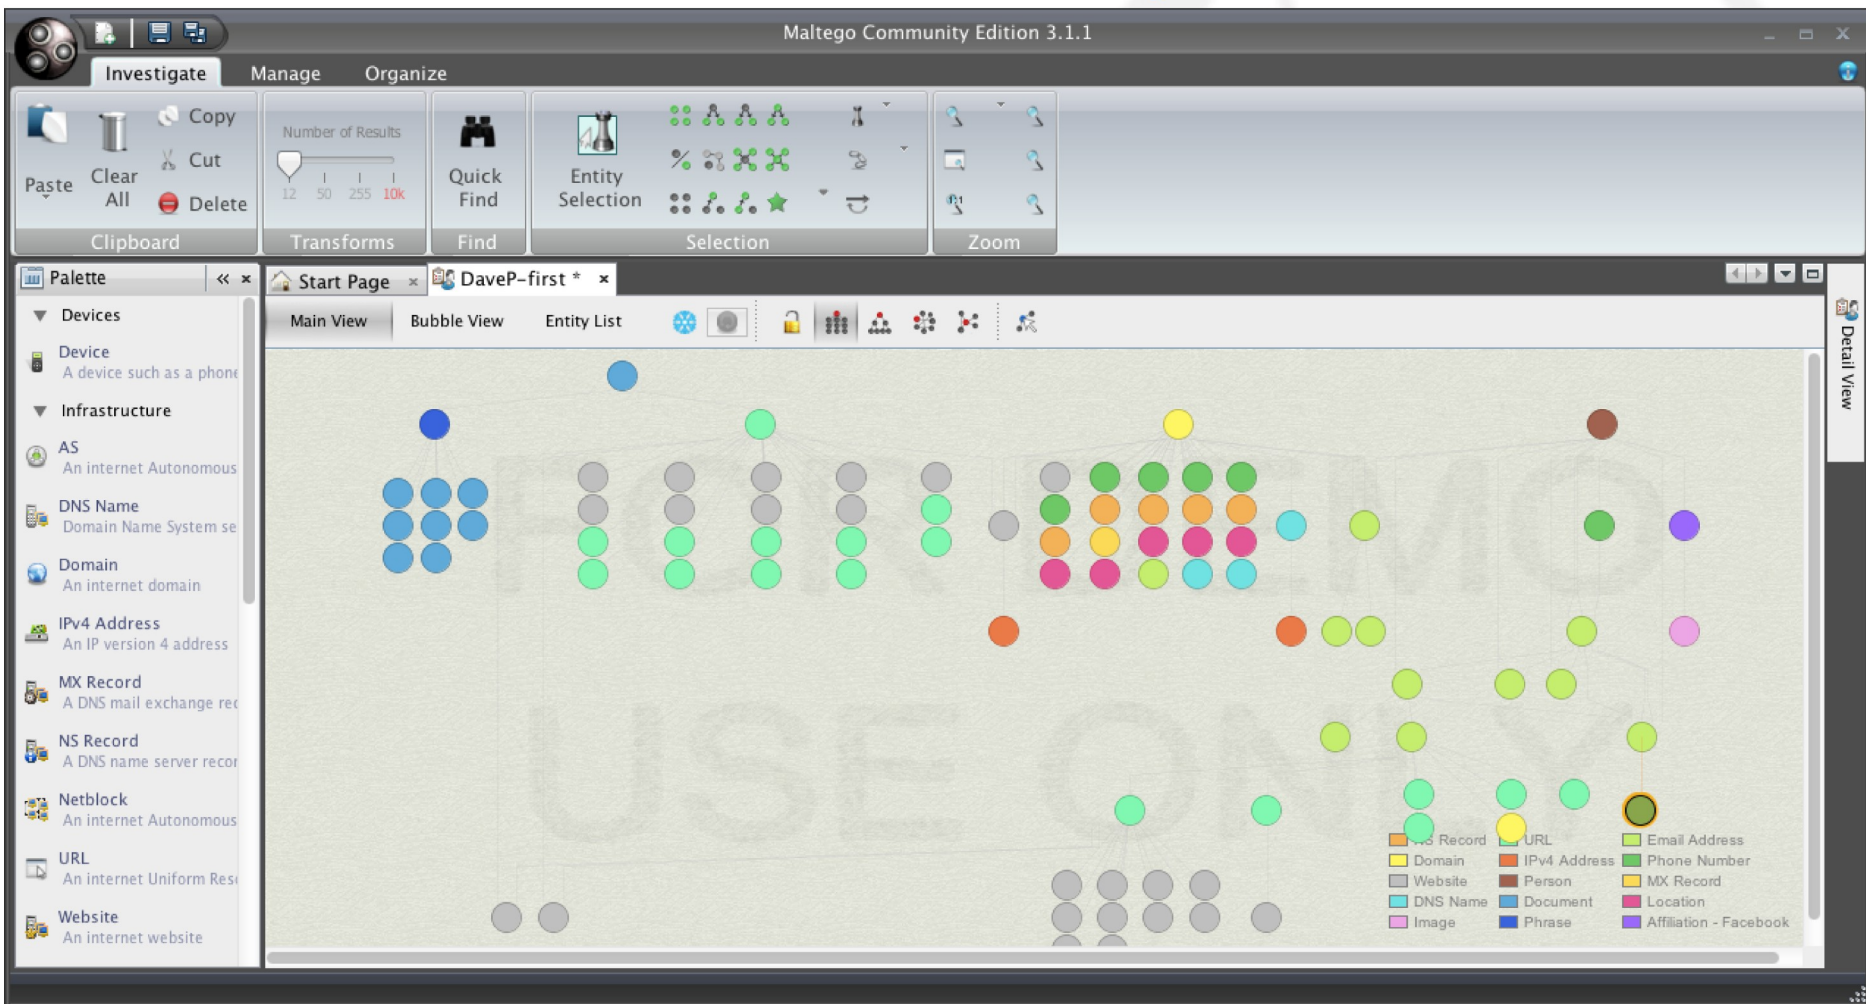 Maltego Community Edition 3.1.1
Investigate Manage Organize
Paste
Clear All
Copy
Cut
Delete
Clipboard
Number of Results
12 50 255 10k
Transforms
Quick Find
Find
Entity Selection
Selection
Zoom
Palette
Start Page
DaveP-first *
Main View Bubble View Entity List
Detail View
Devices
Device
A device such as a phone
Infrastructure
AS
An internet Autonomous
DNS Name
Domain Name System se
Domain
An internet domain
IPv4 Address
An IP version 4 address
MX Record
A DNS mail exchange rec
NS Record
A DNS name server recor
Netblock
An internet Autonomous
URL
An internet Uniform Res
Website
An internet website
FOR DEMO
USE ONLY
Record URL Email Address
Domain IPv4 Address Phone Number
Website Person MX Record
DNS Name Document Location
Image Phrase Affiliation - Facebook